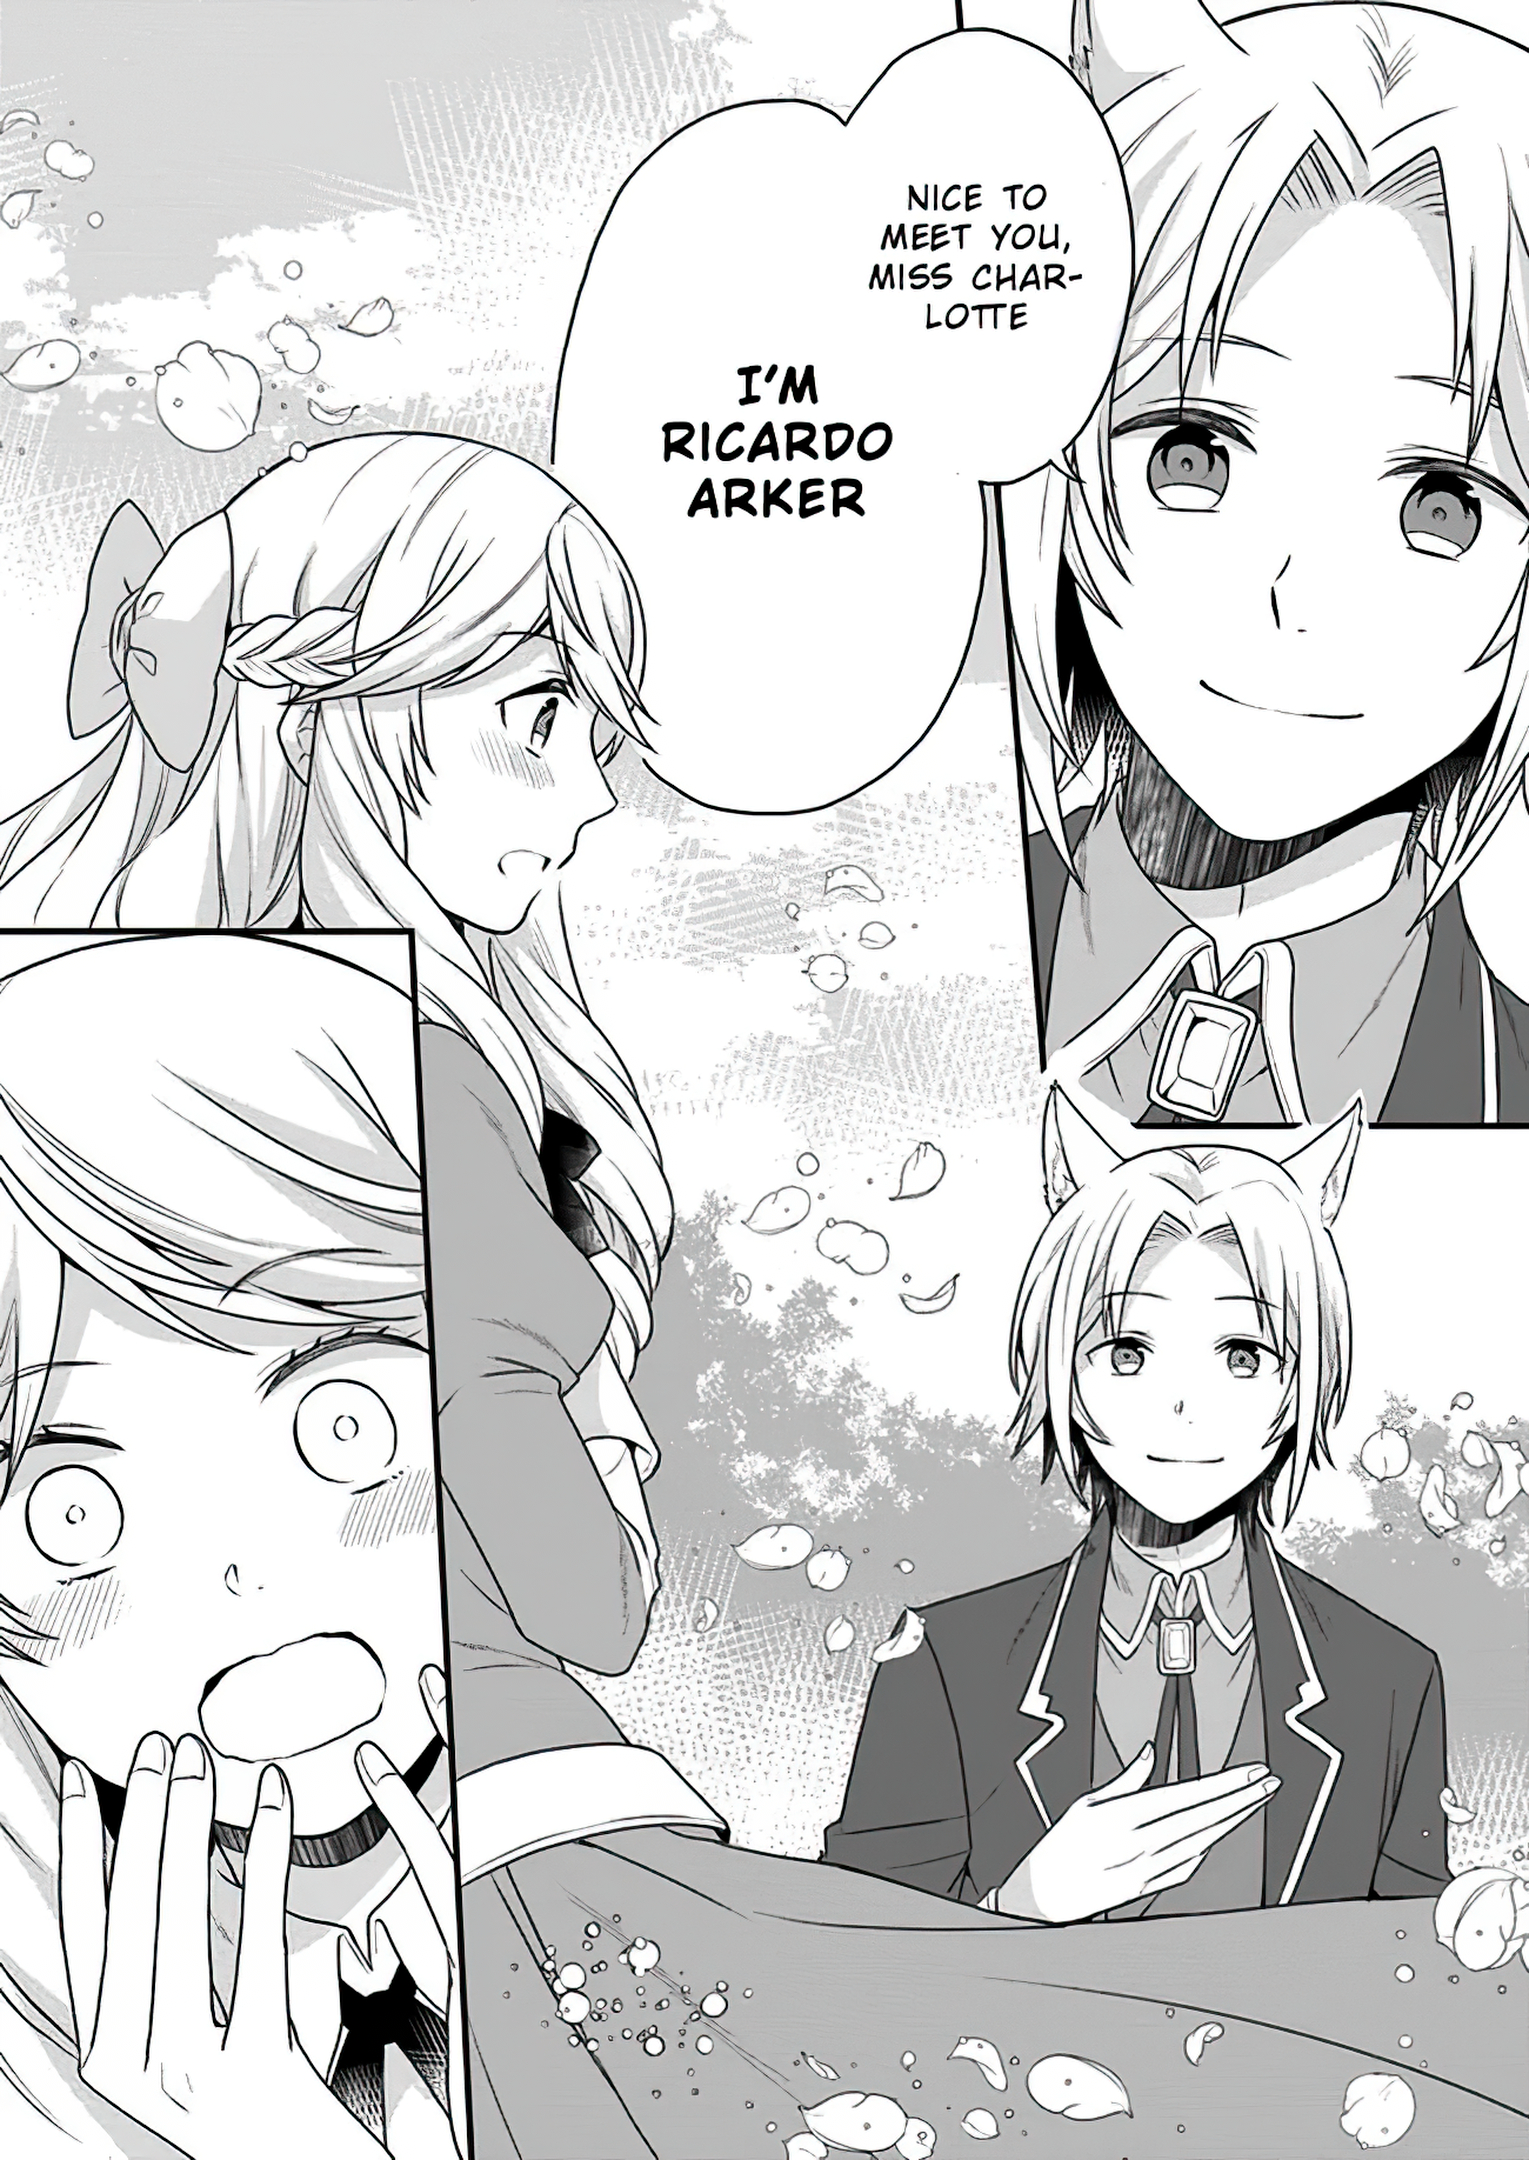 NICE TO
MEET YOU,
MISS CHAR-
LOTTE
I'M
RICARDO
ARKER